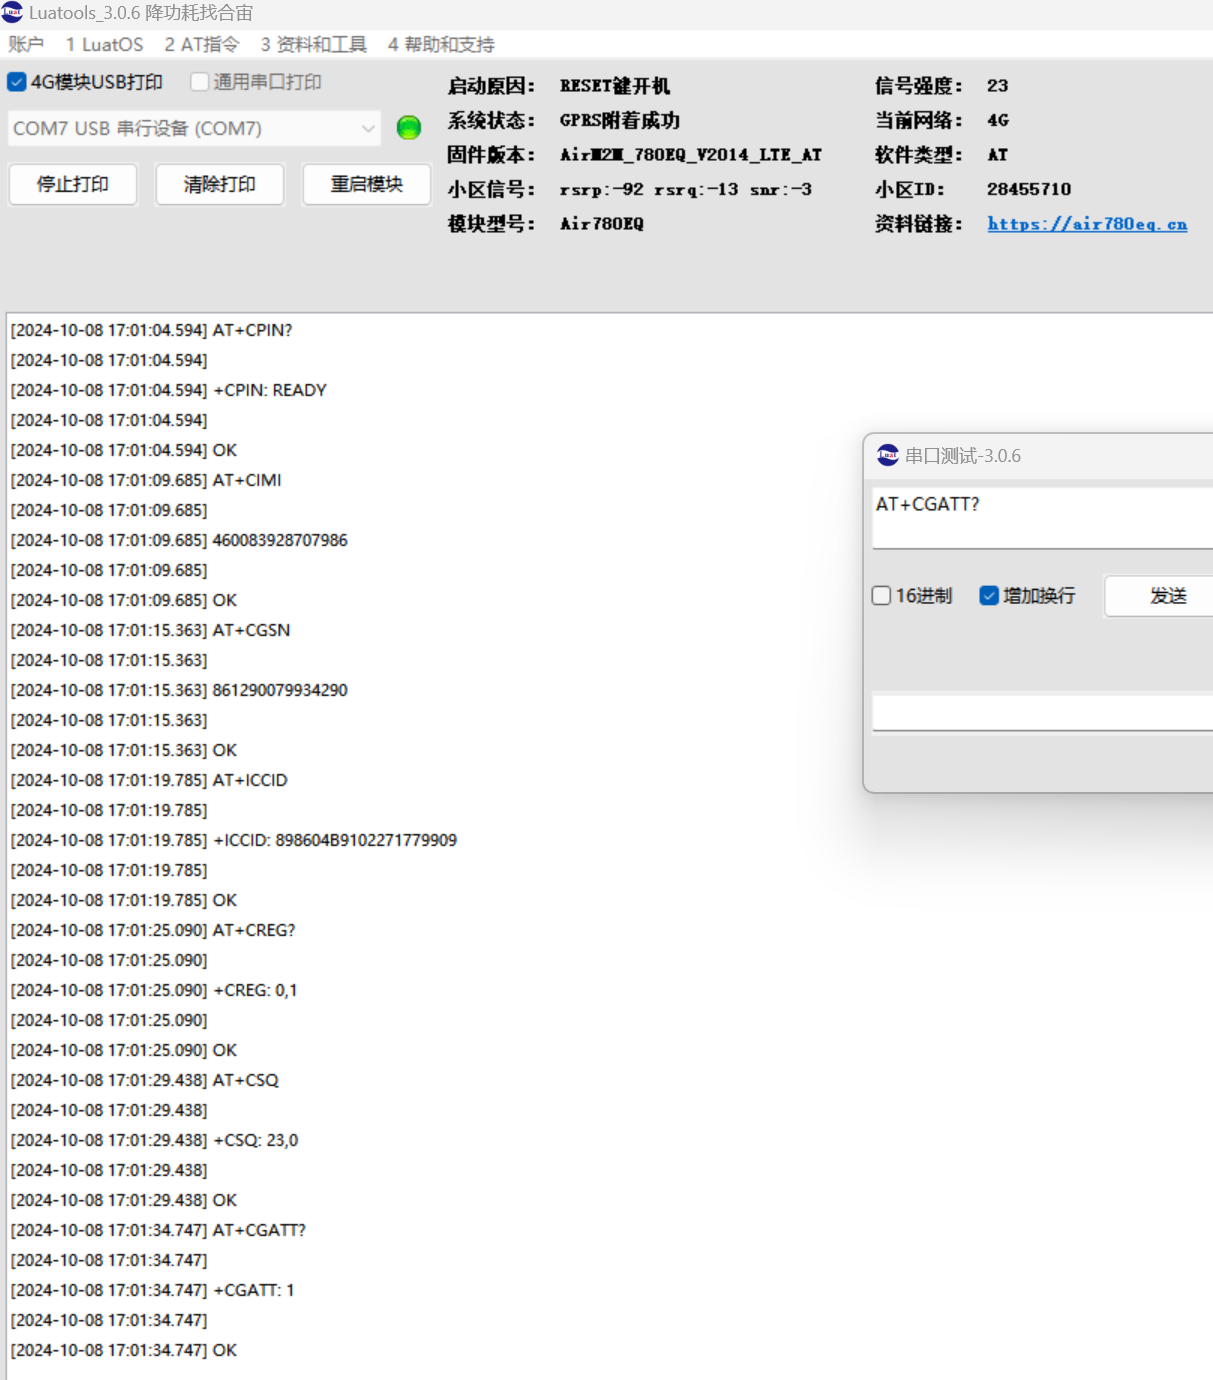 Luatools_3.0.6 降功耗找合宙
账户 1 LuatOS 2 AT指令 3 资料和工具 4 帮助和支持
4G模块USB打印 通用串口打印
COM7 USB 串行设备 (COM7)
停止打印 清除打印 重启模块
启动原因： RESET键开机 信号强度： 23
系统状态： GPRS附着成功 当前网络： 4G
固件版本： AirM2M_780EQ_V2014_LTE_AT 软件类型： AT
小区信号： rsrp:-92 rsrq:-13 snr:-3 小区ID： 28455710
模块型号： Air780EQ 资料链接： https://air780eq.cn
[2024-10-08 17:01:04.594] AT+CPIN?
[2024-10-08 17:01:04.594]
[2024-10-08 17:01:04.594] +CPIN: READY
[2024-10-08 17:01:04.594]
[2024-10-08 17:01:04.594] OK
[2024-10-08 17:01:09.685] AT+CIMI
[2024-10-08 17:01:09.685]
[2024-10-08 17:01:09.685] 460083928707986
[2024-10-08 17:01:09.685]
[2024-10-08 17:01:09.685] OK
[2024-10-08 17:01:15.363] AT+CGSN
[2024-10-08 17:01:15.363]
[2024-10-08 17:01:15.363] 861290079934290
[2024-10-08 17:01:15.363]
[2024-10-08 17:01:15.363] OK
[2024-10-08 17:01:19.785] AT+ICCID
[2024-10-08 17:01:19.785]
[2024-10-08 17:01:19.785] +ICCID: 898604B9102271779909
[2024-10-08 17:01:19.785]
[2024-10-08 17:01:19.785] OK
[2024-10-08 17:01:25.090] AT+CREG?
[2024-10-08 17:01:25.090]
[2024-10-08 17:01:25.090] +CREG: 0,1
[2024-10-08 17:01:25.090]
[2024-10-08 17:01:25.090] OK
[2024-10-08 17:01:29.438] AT+CSQ
[2024-10-08 17:01:29.438]
[2024-10-08 17:01:29.438] +CSQ: 23,0
[2024-10-08 17:01:29.438]
[2024-10-08 17:01:29.438] OK
[2024-10-08 17:01:34.747] AT+CGATT?
[2024-10-08 17:01:34.747]
[2024-10-08 17:01:34.747] +CGATT: 1
[2024-10-08 17:01:34.747]
[2024-10-08 17:01:34.747] OK
串口测试-3.0.6
AT+CGATT?
16进制 增加换行 发送